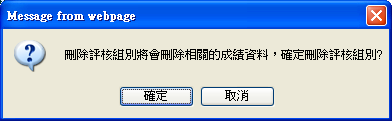 Message from webpage
刪除評核組別將會刪除相關的成績資料，確定刪除評核組別?
確定
取消